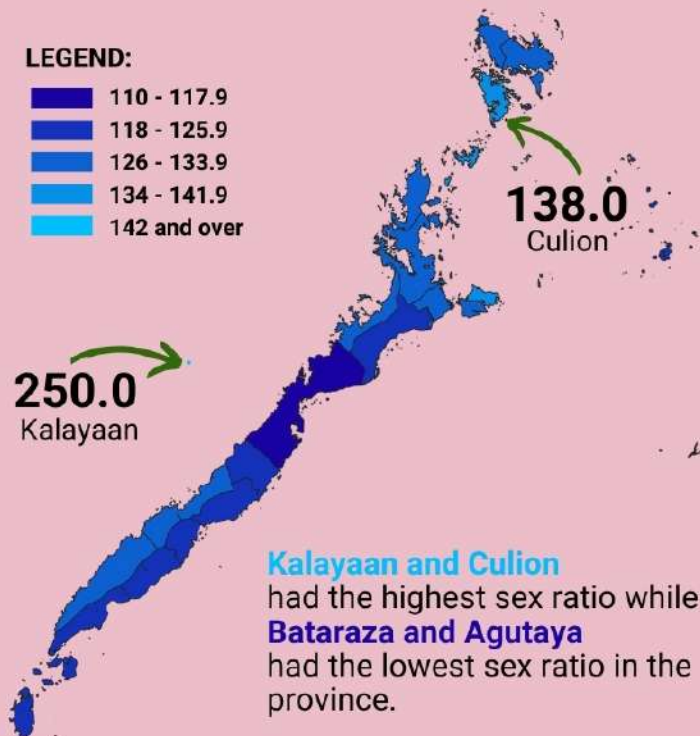 LEGEND:
110 - 117.9
118 - 125.9
126 - 133.9
134 - 141.9
142 and over
138.0
Culion
250.0
Kalayaan
Kalayaan and Culion
had the highest sex ratio while
Bataraza and Agutaya
had the lowest sex ratio in the
province.